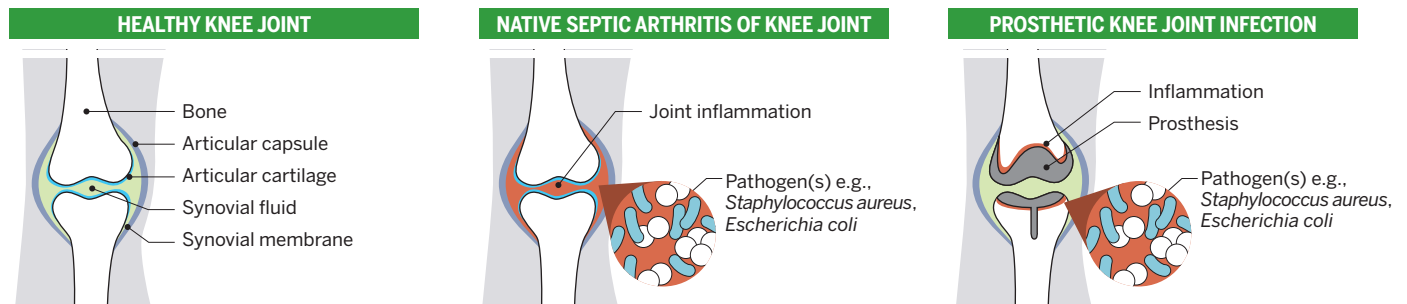 HEALTHY KNEE JOINT
Bone
Articular capsule
Articular cartilage
Synovial fluid
Synovial membrane
NATIVE SEPTIC ARTHRITIS OF KNEE JOINT
Joint inflammation
Pathogen(s) e.g.,
Staphylococcus aureus,
Escherichia coli
PROSTHETIC KNEE JOINT INFECTION
Inflammation
Prosthesis
Pathogen(s) e.g.,
Staphylococcus aureus,
Escherichia coli